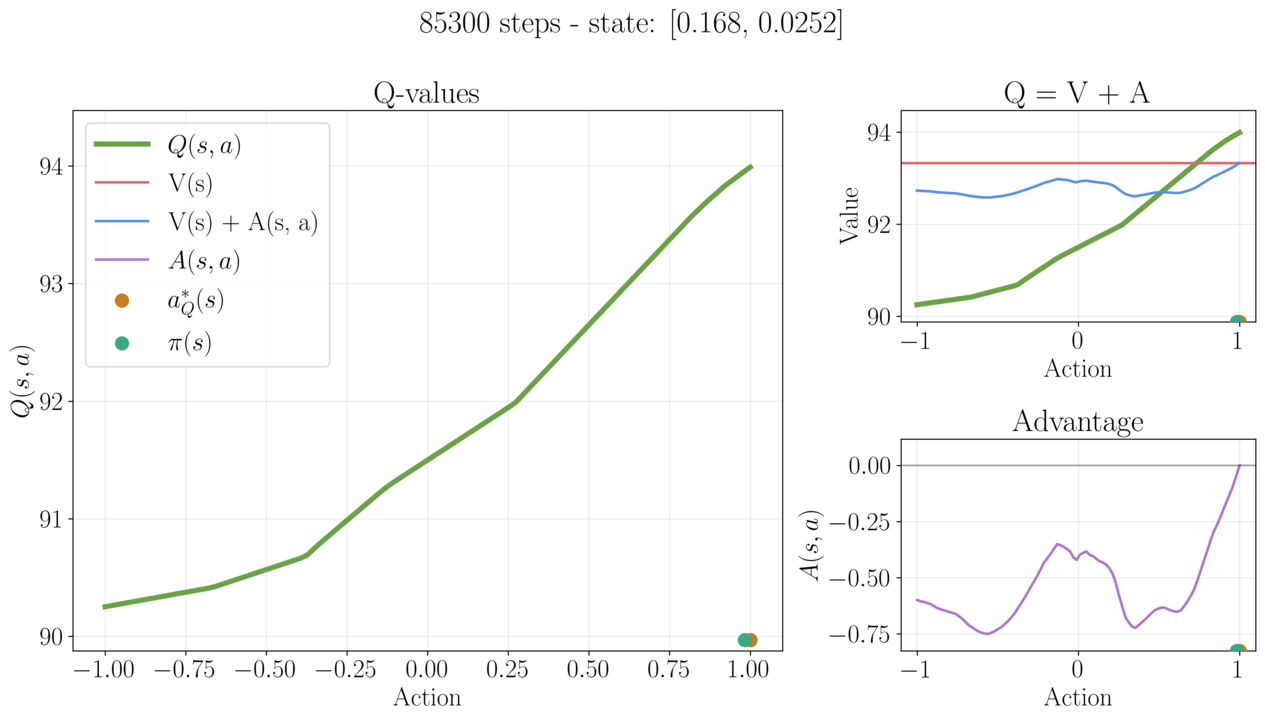 85300 steps - state: [0.168, 0.0252]
Q-values
Q(s, a)
V(s)
V(s) + A(s, a)
A(s, a)
a*_Q(s)
π(s)
Q(s, a)
94
93
92
91
90
−1.00 −0.75 −0.50 −0.25 0.00 0.25 0.50 0.75 1.00
Action
Q = V + A
Value
94
92
90
−1 0 1
Action
Advantage
A(s, a)
0.00
−0.25
−0.50
−0.75
−1 0 1
Action